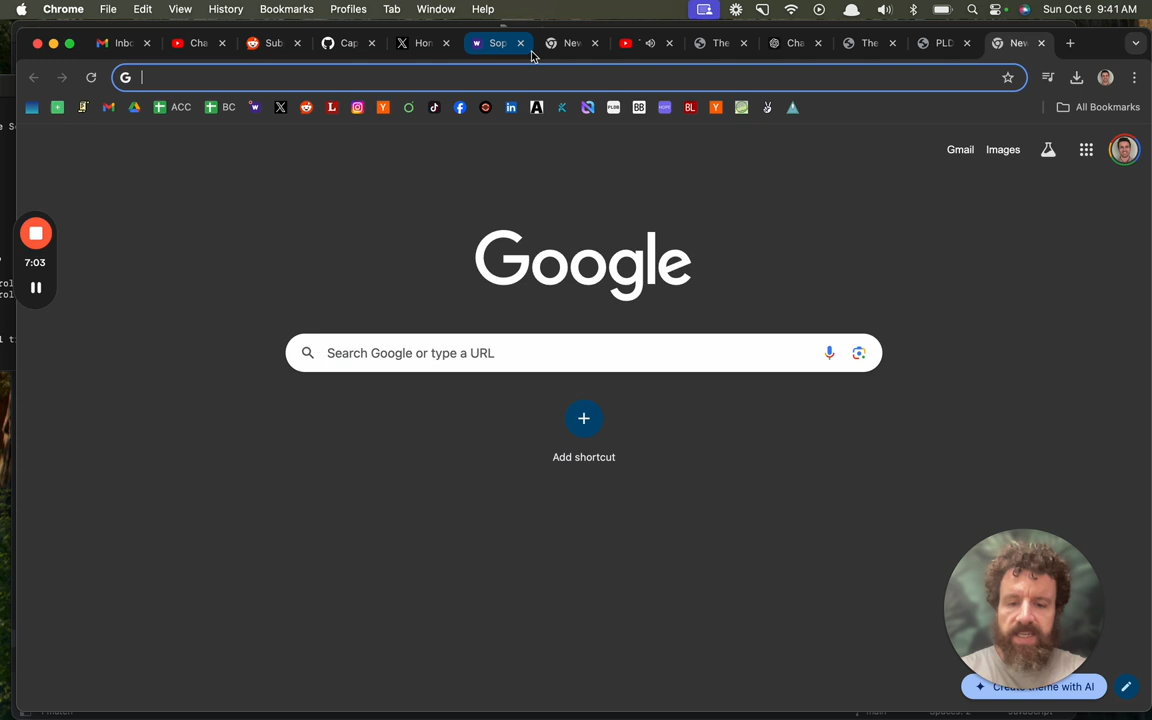 Chrome File Edit View History Bookmarks Profiles Tab Window Help Sun Oct 6 9:41 AM
Inbc Cha Sub Cap Hon Sop New The Cha The PLD New
ACC BC All Bookmarks
Gmail Images
7:03
Google
Search Google or type a URL
Add shortcut
Create theme with AI